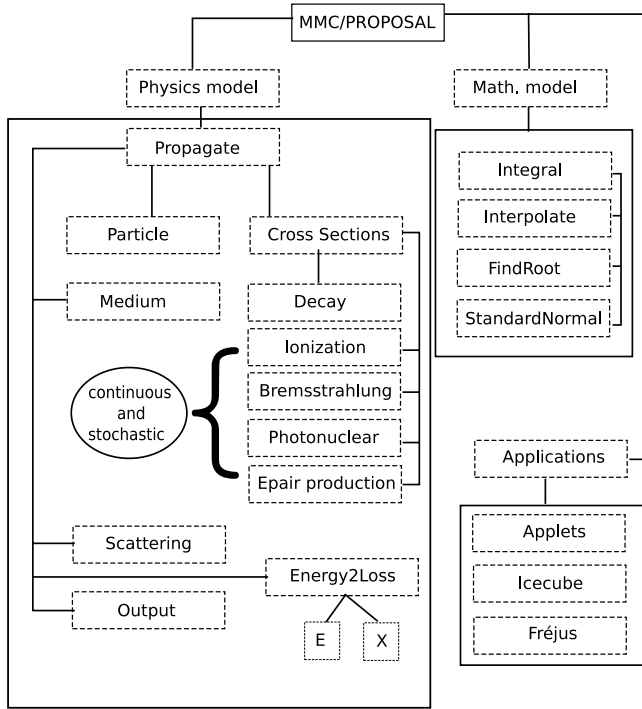 MMC/PROPOSAL
Physics model
Math. model
Propagate
Particle
Cross Sections
Medium
Decay
Ionization
Bremsstrahlung
Photonuclear
Epair production
continuous
and
stochastic
Scattering
Energy2Loss
Output
E
X
Integral
Interpolate
FindRoot
StandardNormal
Applications
Applets
Icecube
Fréjus